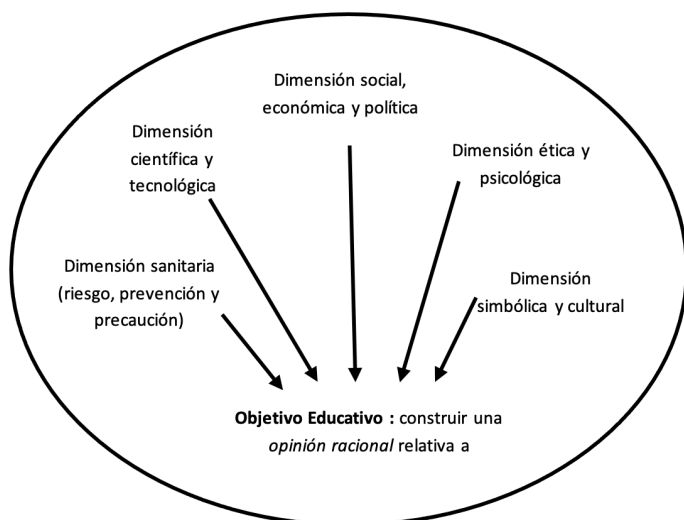 Dimensión social,
económica y política
Dimensión
científica y
tecnológica
Dimensión ética y
psicológica
Dimensión sanitaria
(riesgo, prevención y
precaución)
Dimensión
simbólica y cultural
Objetivo Educativo : construir una
opinión racional relativa a